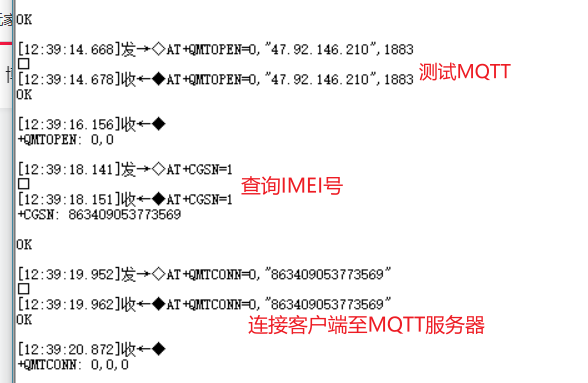 OK
[12:39:14.668]发→◇AT+QMTOPEN=0,"47.92.146.210",1883
□
[12:39:14.678]收←◆AT+QMTOPEN=0,"47.92.146.210",1883
测试MQTT
OK
[12:39:16.156]收←◆
+QMTOPEN: 0,0
[12:39:18.141]发→◇AT+CGSN=1
□
查询IMEI号
[12:39:18.151]收←◆AT+CGSN=1
+CGSN: 863409053773569
OK
[12:39:19.952]发→◇AT+QMTCONN=0,"863409053773569"
□
[12:39:19.962]收←◆AT+QMTCONN=0,"863409053773569"
OK
连接客户端至MQTT服务器
[12:39:20.872]收←◆
+QMTCONN: 0,0,0